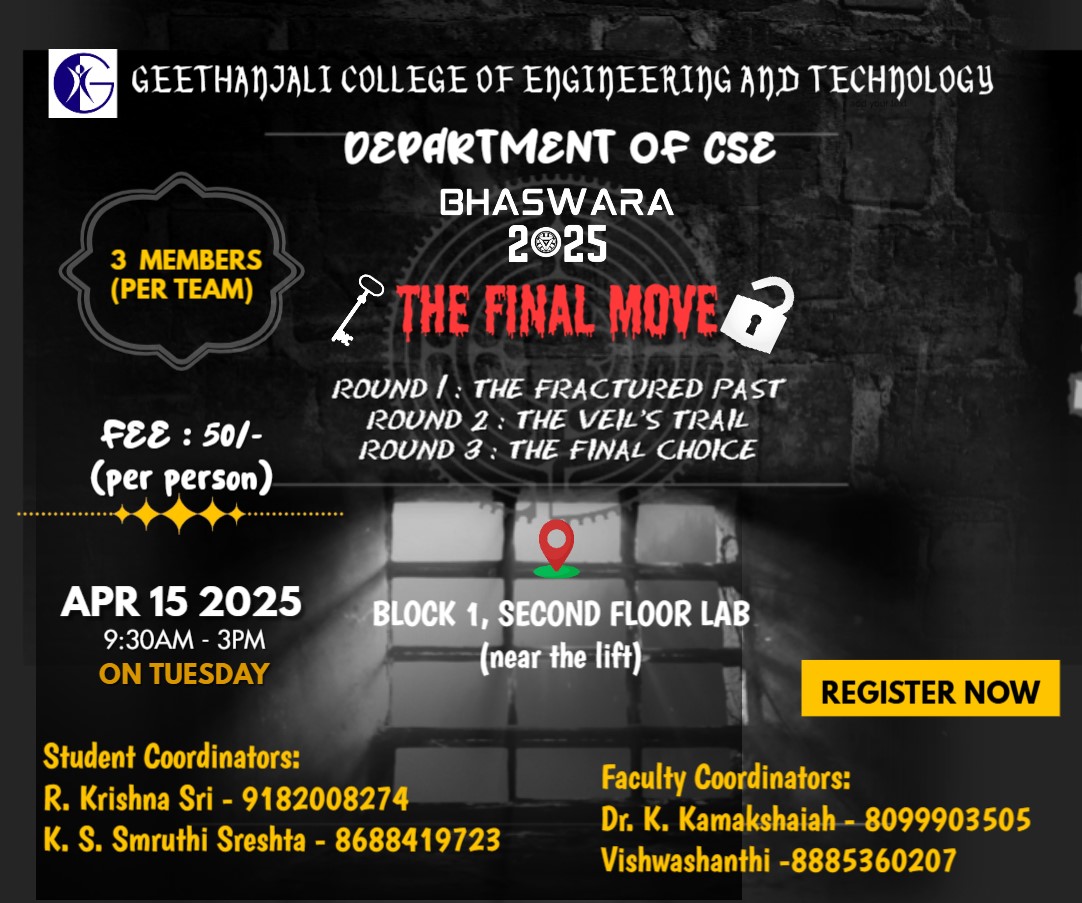 GEETHANJALI COLLEGE OF ENGINEERING AND TECHNOLOGY
DEPARTMENT OF CSE
BHASWARA
2025
3 MEMBERS
(PER TEAM)
THE FINAL MOVE
ROUND 1 : THE FRACTURED PAST
ROUND 2 : THE VEIL'S TRAIL
ROUND 3 : THE FINAL CHOICE
FEE : 50/-
(per person)
APR 15 2025
9:30AM - 3PM
ON TUESDAY
BLOCK 1, SECOND FLOOR LAB
(near the lift)
REGISTER NOW
Student Coordinators:
R. Krishna Sri - 9182008274
K. S. Smruthi Sreshta - 8688419723
Faculty Coordinators:
Dr. K. Kamakshaiah - 8099903505
Vishwashanthi -8885360207